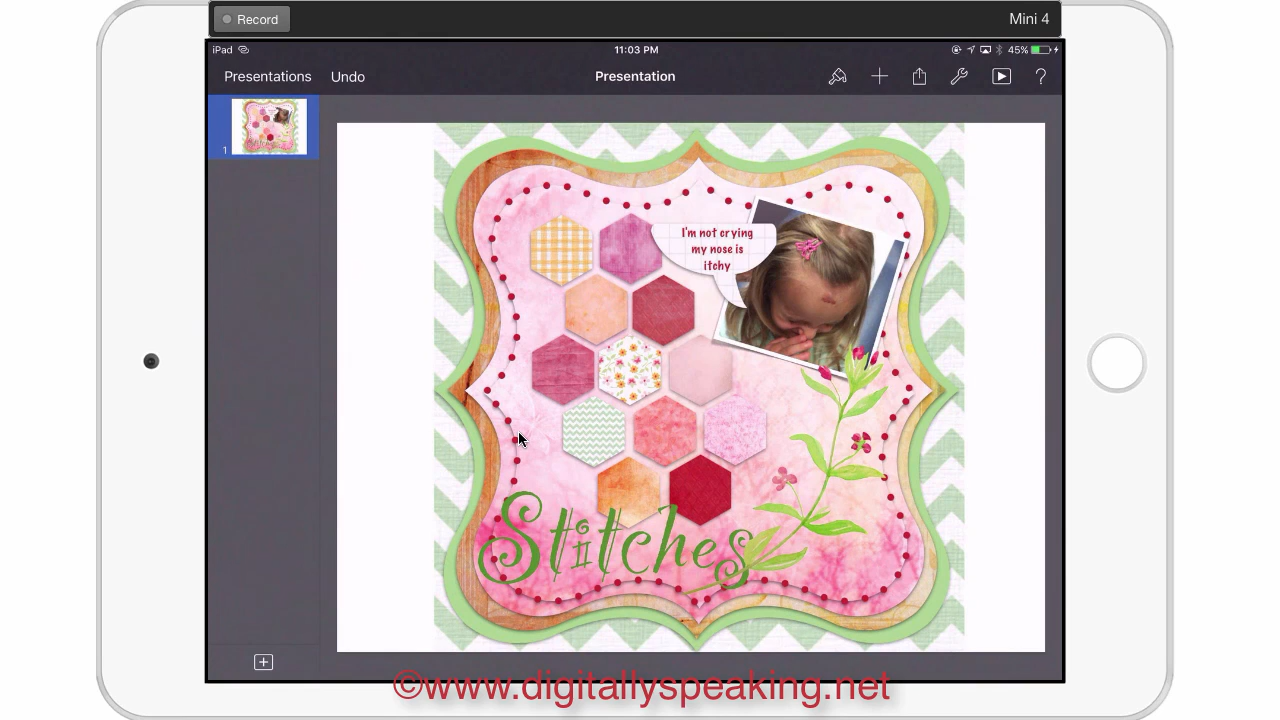 Record
Mini 4
iPad
11:03 PM
45%
Presentations
Undo
Presentation
?
1
I'm not crying
my nose is
itchy
Stitches
©www.digitallyspeaking.net